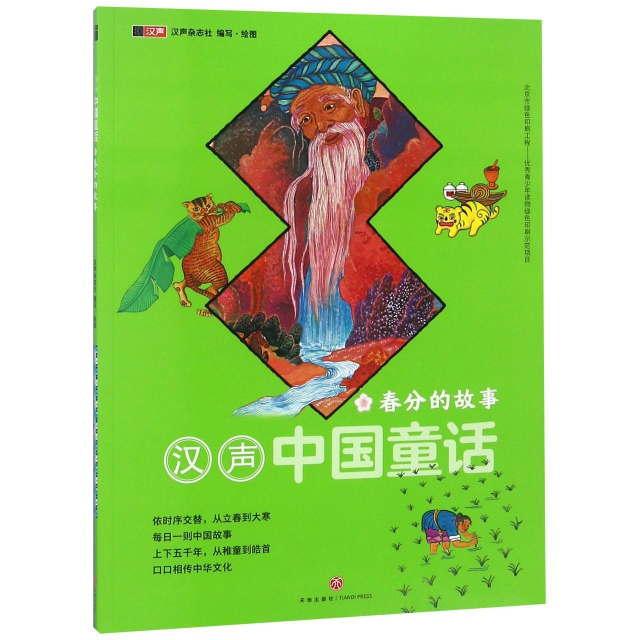 汉声 汉声杂志社 编写·绘图
北京市绿色印刷工程——优秀青少年读物绿色印刷示范项目
春分的故事
汉声中国童话
依时序交替，从立春到大寒
每日一则中国故事
上下五千年，从稚童到皓首
口口相传中华文化
天地出版社 | TIANDI PRESS